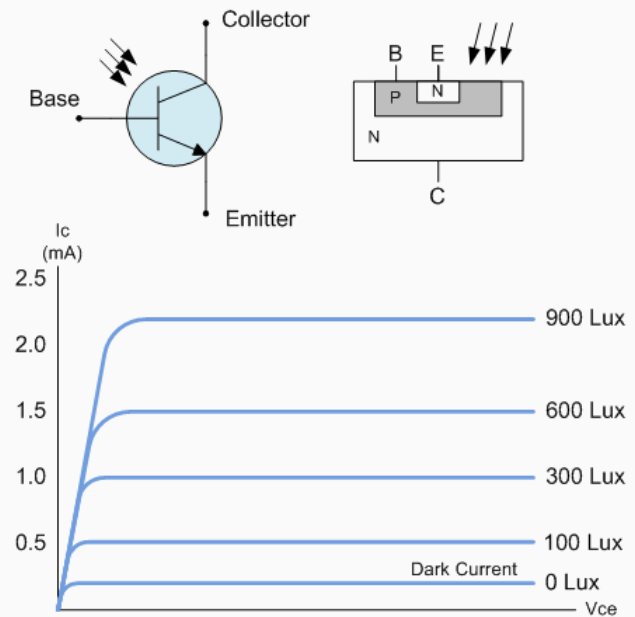 Collector
Base
Emitter
B E
P N
N
C
Ic
(mA)
2.5
2.0
1.5
1.0
0.5
900 Lux
600 Lux
300 Lux
100 Lux
Dark Current
0 Lux
Vce